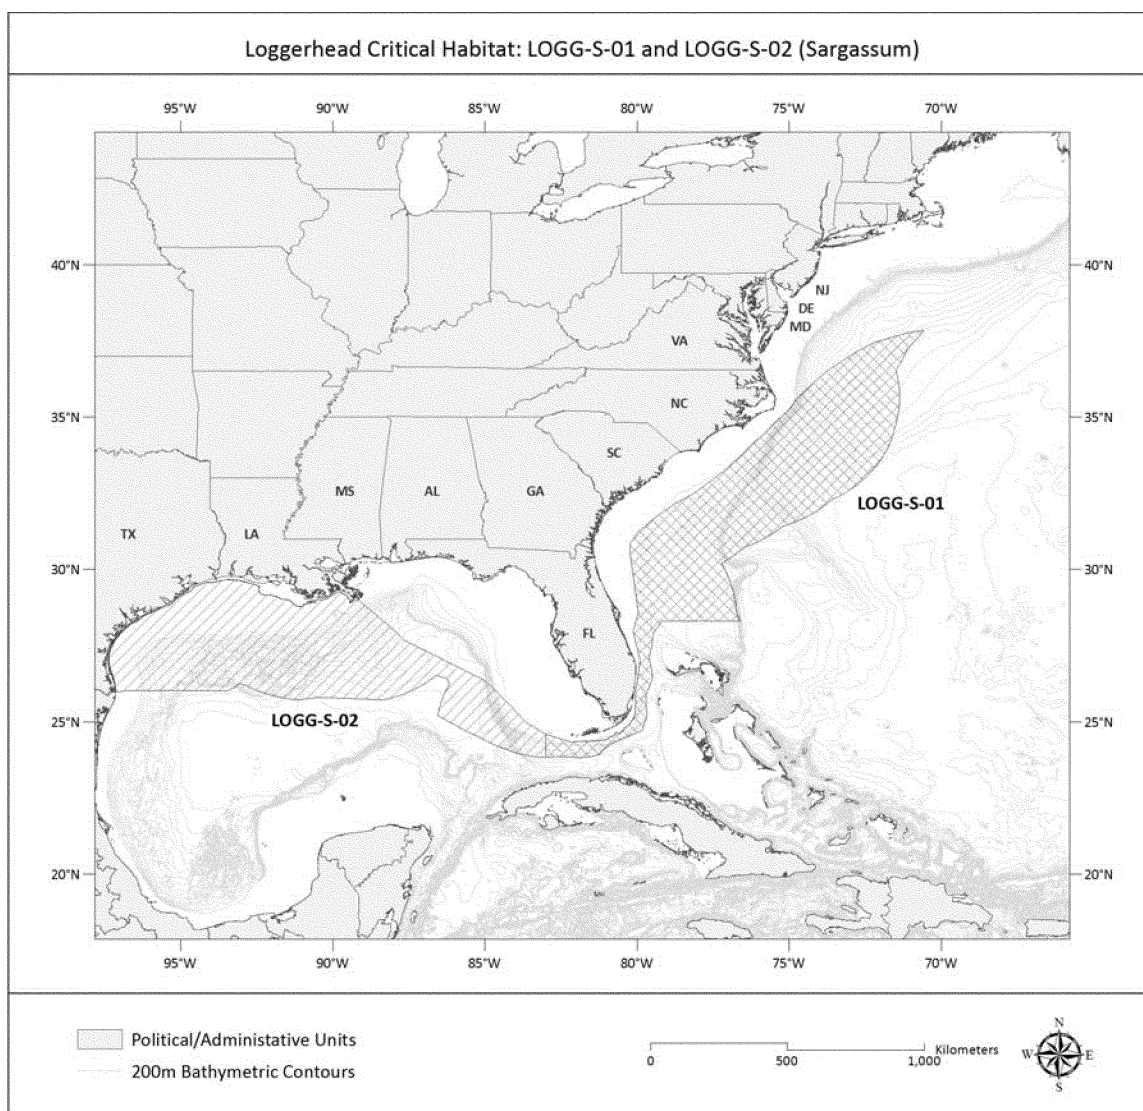 Loggerhead Critical Habitat: LOGG-S-01 and LOGG-S-02 (Sargassum)
95°W 90°W 85°W 80°W 75°W 70°W
40°N 40°N
NJ
DE
MD
VA
NC
35°N 35°N
SC
MS AL GA
LOGG-S-01
TX LA
30°N 30°N
FL
LOGG-S-02
25°N 25°N
20°N 20°N
95°W 90°W 85°W 80°W 75°W 70°W
Political/Administative Units
200m Bathymetric Contours
0 500 1,000 Kilometers
N
W E
S